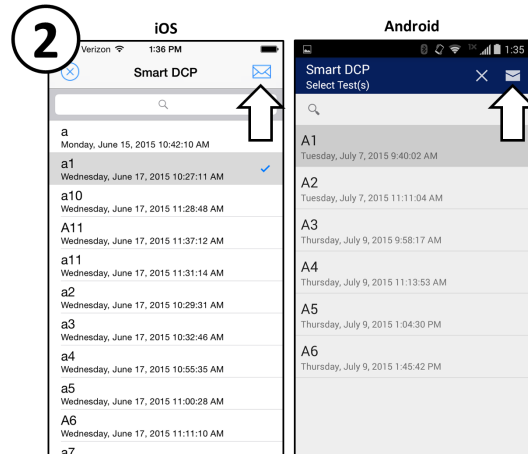 2
iOS
Verizon 1:36 PM
Smart DCP
a
Monday, June 15, 2015 10:42:10 AM
a1
Wednesday, June 17, 2015 10:27:11 AM
a10
Wednesday, June 17, 2015 11:28:48 AM
A11
Wednesday, June 17, 2015 11:37:12 AM
a11
Wednesday, June 17, 2015 11:31:14 AM
a2
Wednesday, June 17, 2015 10:29:31 AM
a3
Wednesday, June 17, 2015 10:32:46 AM
a4
Wednesday, June 17, 2015 10:55:35 AM
a5
Wednesday, June 17, 2015 11:00:28 AM
A6
Wednesday, June 17, 2015 11:11:10 AM
a7
Android
1:35
Smart DCP
Select Test(s)
A1
Tuesday, July 7, 2015 9:40:02 AM
A2
Tuesday, July 7, 2015 11:11:04 AM
A3
Thursday, July 9, 2015 9:58:17 AM
A4
Thursday, July 9, 2015 11:13:53 AM
A5
Thursday, July 9, 2015 1:04:30 PM
A6
Thursday, July 9, 2015 1:45:42 PM